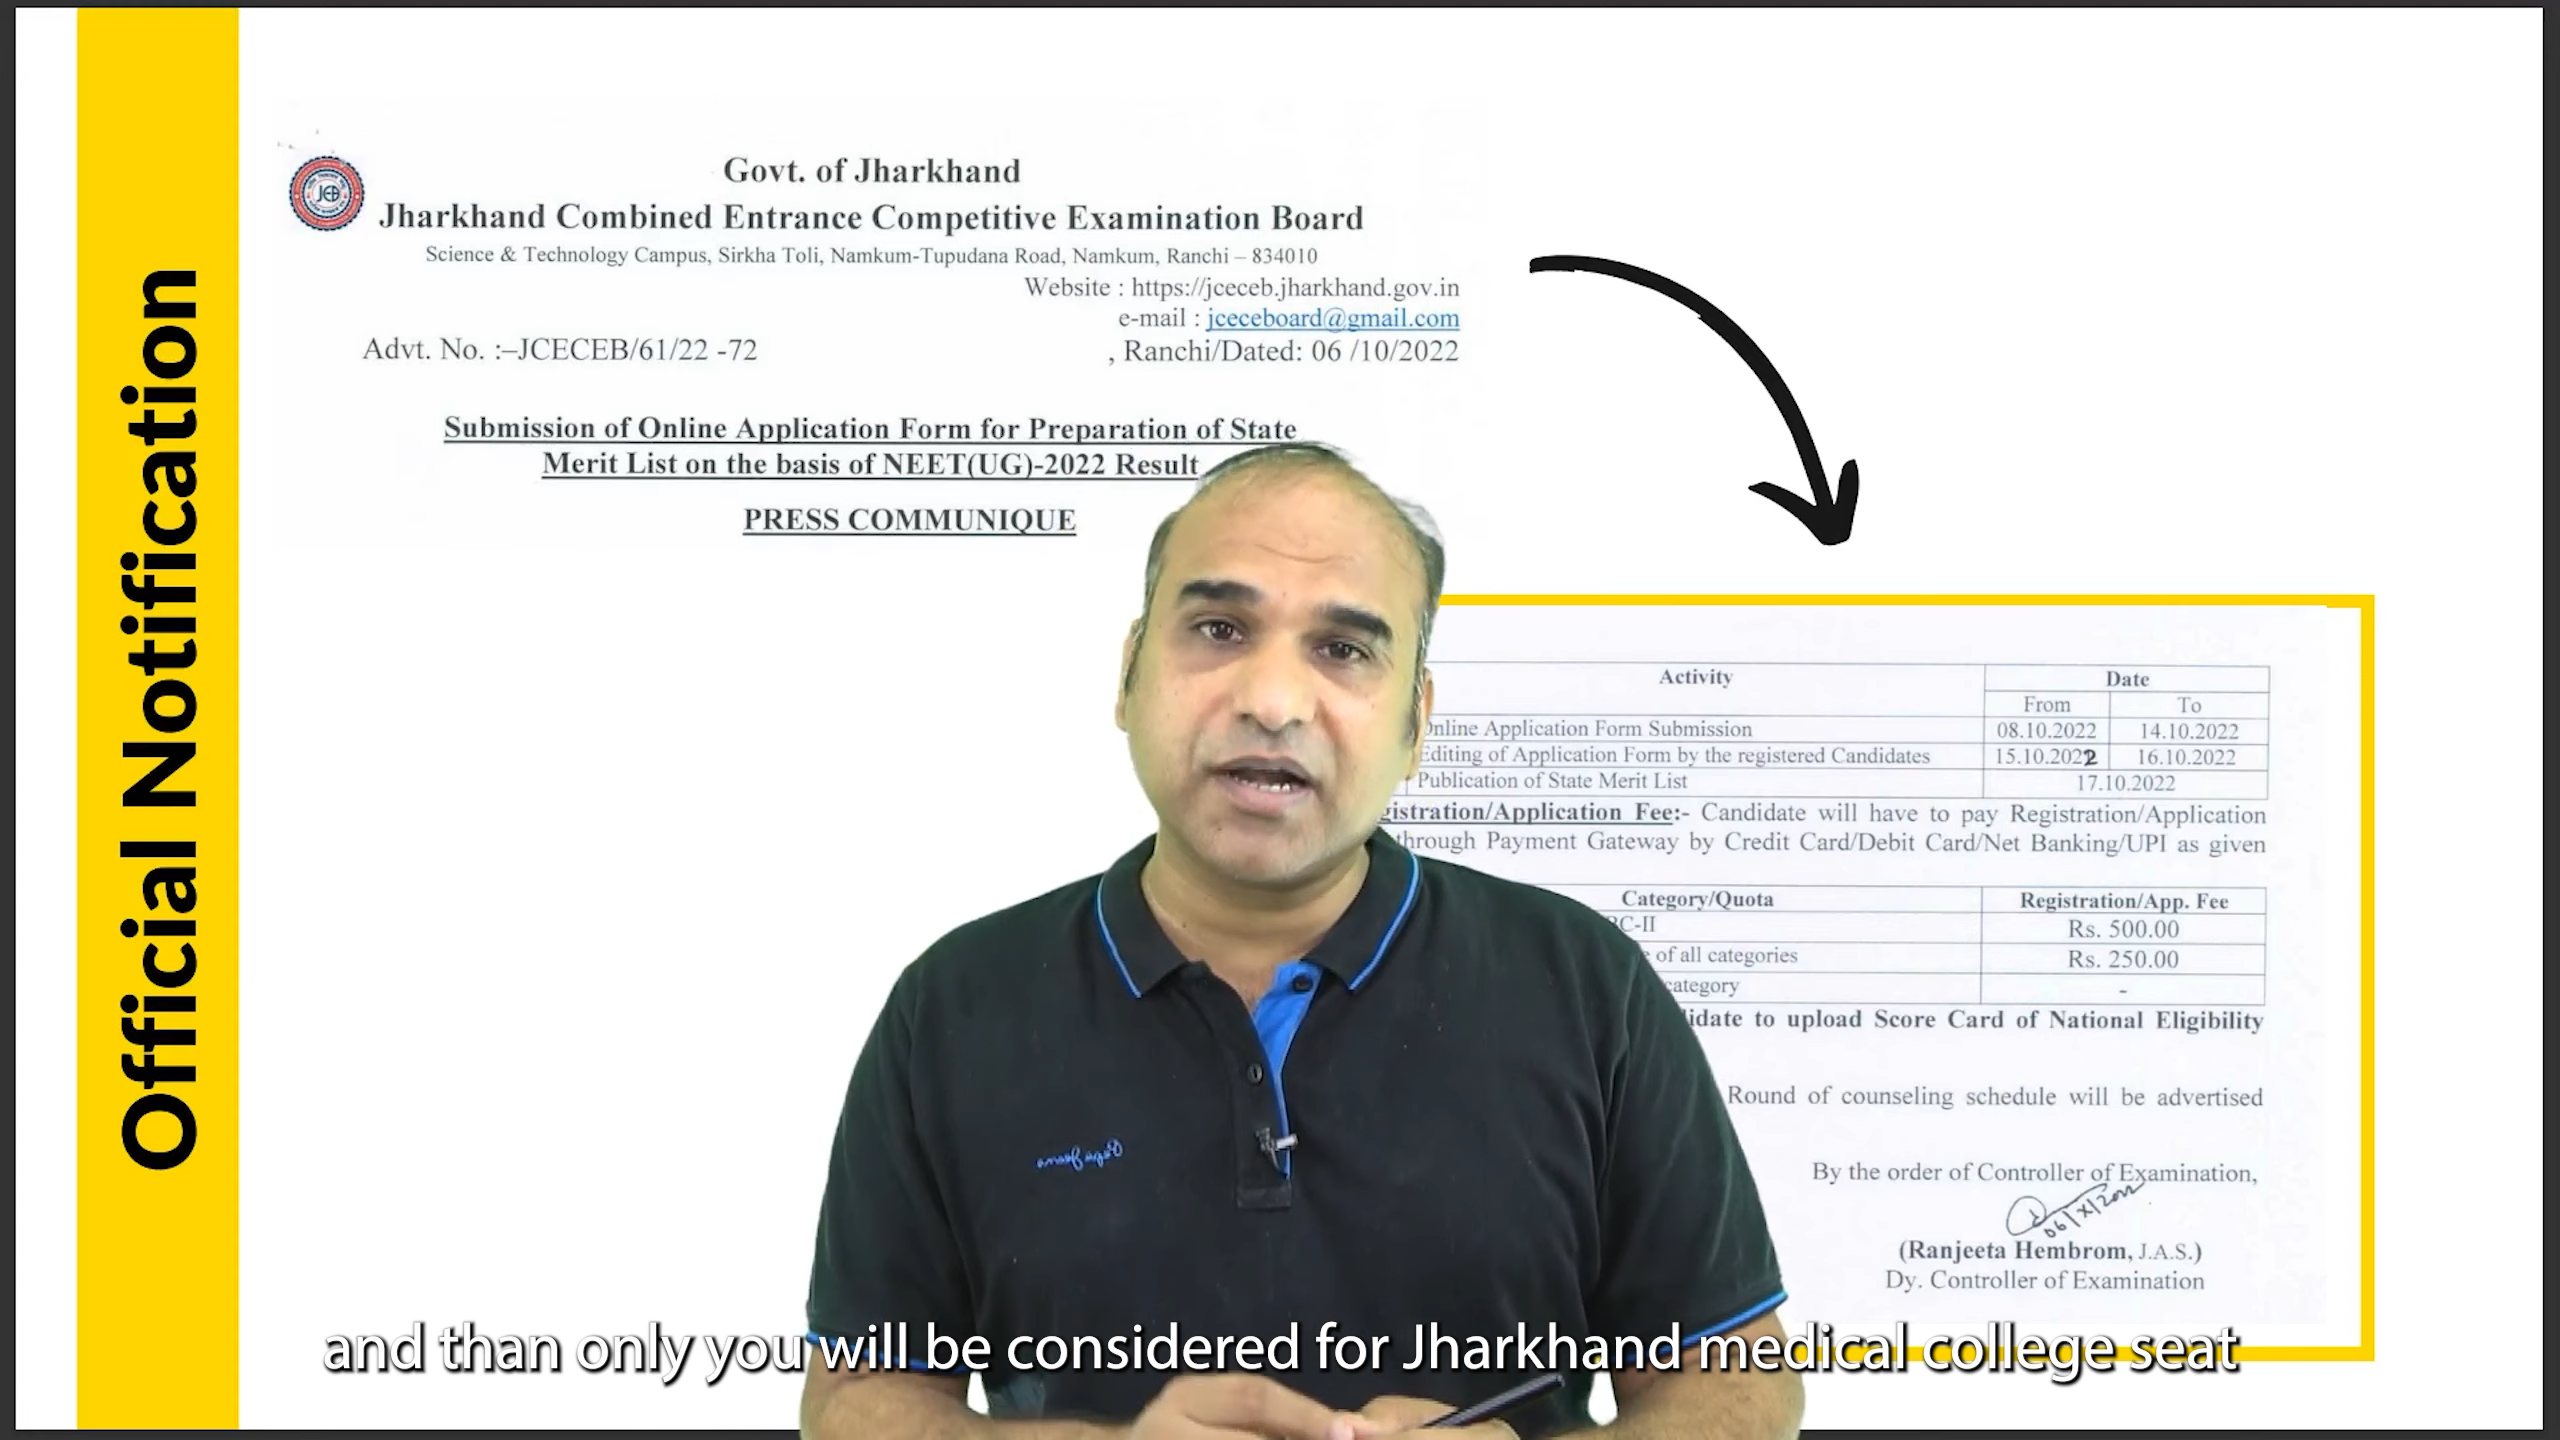 Official Notification
JCEB
Govt. of Jharkhand
Jharkhand Combined Entrance Competitive Examination Board
Science & Technology Campus, Sirkha Toli, Namkum-Tupudana Road, Namkum, Ranchi – 834010
Website : https://jceceb.jharkhand.gov.in
e-mail : jceceboard@gmail.com
Advt. No. :–JCECEB/61/22 -72 , Ranchi/Dated: 06 /10/2022
Submission of Online Application Form for Preparation of State
Merit List on the basis of NEET(UG)-2022 Result
PRESS COMMUNIQUE
Activity Date
From To
Online Application Form Submission 08.10.2022 14.10.2022
Editing of Application Form by the registered Candidates 15.10.2022 16.10.2022
Publication of State Merit List 17.10.2022
gistration/Application Fee:- Candidate will have to pay Registration/Application
through Payment Gateway by Credit Card/Debit Card/Net Banking/UPI as given
Category/Quota Registration/App. Fee
BC-II Rs. 500.00
of all categories Rs. 250.00
category -
idate to upload Score Card of National Eligibility
Round of counseling schedule will be advertised
By the order of Controller of Examination,
06/X/2022
(Ranjeeta Hembrom, J.A.S.)
Dy. Controller of Examination
and than only you will be considered for Jharkhand medical college seat